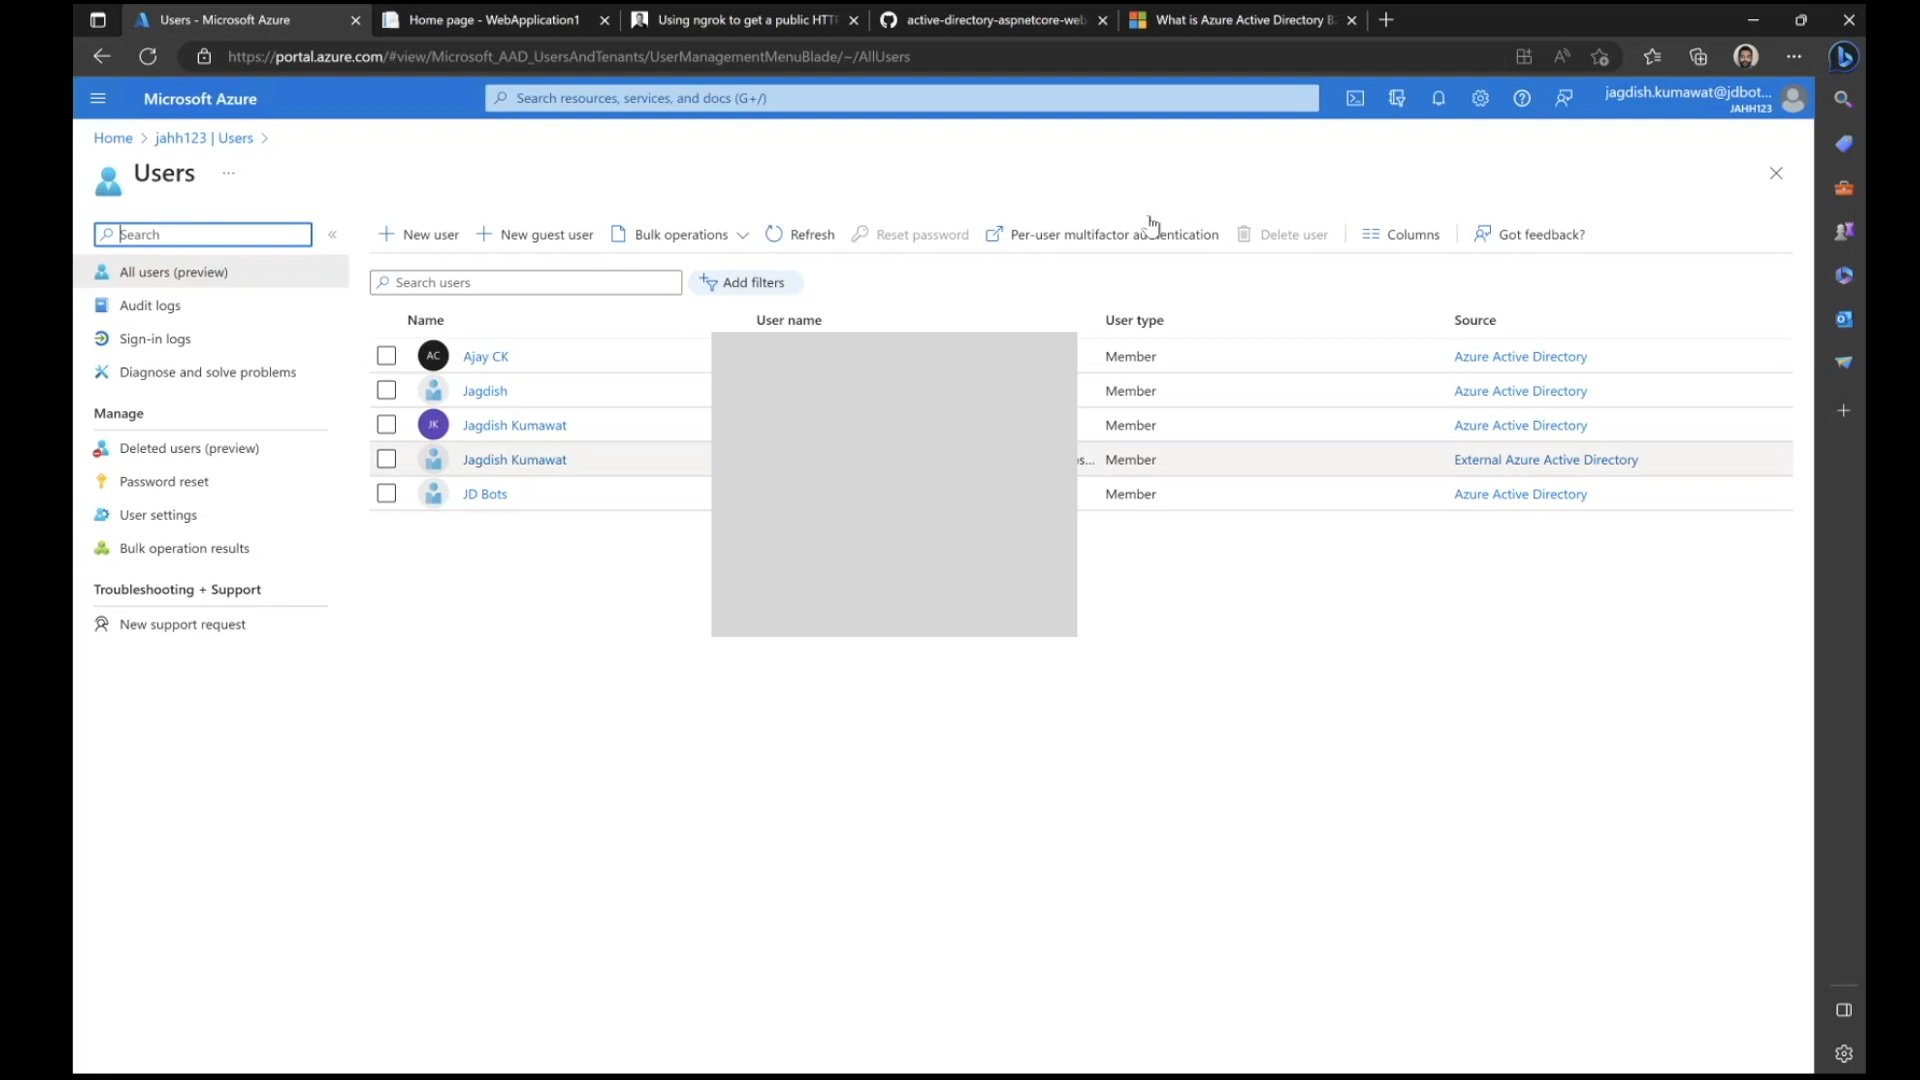 Users - Microsoft Azure
Home page - WebApplication1
Using ngrok to get a public HTTP
active-directory-aspnetcore-web
What is Azure Active Directory B
https://portal.azure.com/#view/Microsoft_AAD_UsersAndTenants/UserManagementMenuBlade/~/AllUsers
Microsoft Azure
Search resources, services, and docs (G+/)
jagdish.kumawat@jdbot...
JAHH123
Home > jahh123 | Users >
Users ...
Search
New user
New guest user
Bulk operations
Refresh
Reset password
Per-user multifactor authentication
Delete user
Columns
Got feedback?
All users (preview)
Audit logs
Sign-in logs
Diagnose and solve problems
Manage
Deleted users (preview)
Password reset
User settings
Bulk operation results
Troubleshooting + Support
New support request
Search users
Add filters
Name User name User type Source
AC Ajay CK Member Azure Active Directory
Jagdish Member Azure Active Directory
JK Jagdish Kumawat Member Azure Active Directory
Jagdish Kumawat s... Member External Azure Active Directory
JD Bots Member Azure Active Directory